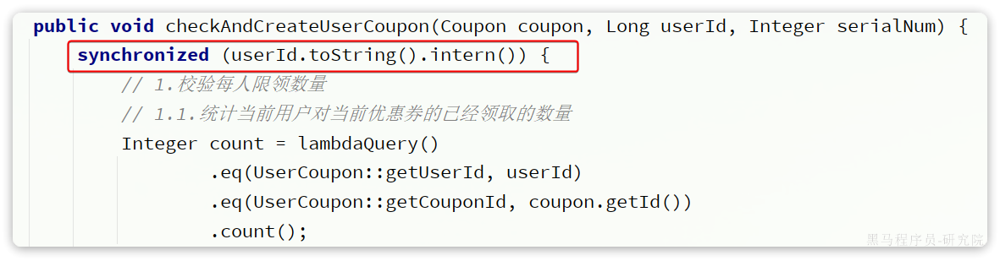 public void checkAndCreateUserCoupon(Coupon coupon, Long userId, Integer serialNum) {
synchronized (userId.toString().intern()) {
// 1.校验每人限领数量
// 1.1.统计当前用户对当前优惠券的已经领取的数量
Integer count = lambdaQuery()
.eq(UserCoupon::getUserId, userId)
.eq(UserCoupon::getCouponId, coupon.getId())
.count();
黑马程序员-研究院